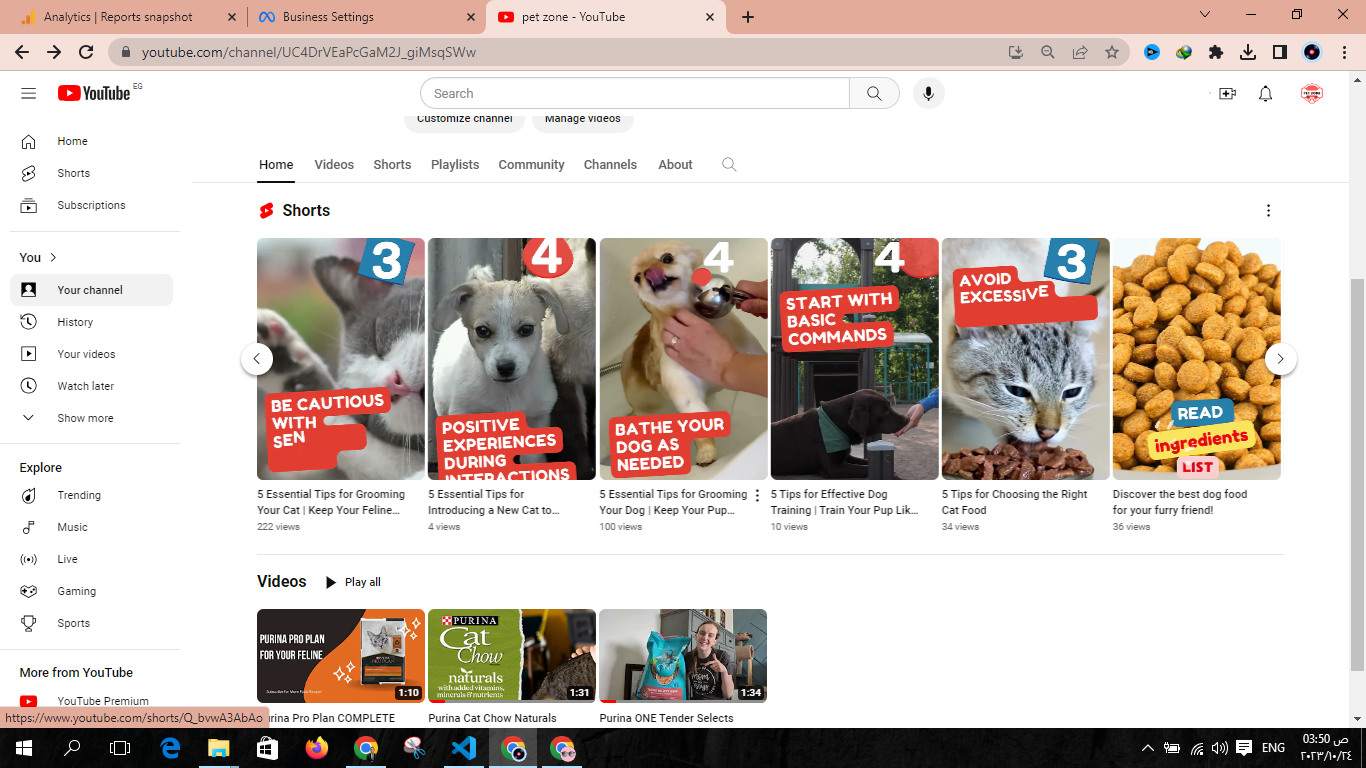 Analytics | Reports snapshot
Business Settings
pet zone - YouTube
youtube.com/channel/UC4DrVEaPcGaM2J_giMsqSWw
YouTube EG
Search
Customize channel
Manage videos
Home
Videos
Shorts
Playlists
Community
Channels
About
Home
Shorts
Subscriptions
You
Your channel
History
Your videos
Watch later
Show more
Explore
Trending
Music
Live
Gaming
Sports
More from YouTube
YouTube Premium
https://www.youtube.com/shorts/Q_bvwA3AbAo
Shorts
3
BE CAUTIOUS
WITH
SEN
5 Essential Tips for Grooming
Your Cat | Keep Your Feline...
222 views
4
POSITIVE
EXPERIENCES
DURING
INTERACTIONS
5 Essential Tips for
Introducing a New Cat to...
4 views
4
BATHE YOUR
DOG AS
NEEDED
5 Essential Tips for Grooming
Your Dog | Keep Your Pup...
100 views
4
START WITH
BASIC
COMMANDS
5 Tips for Effective Dog
Training | Train Your Pup Lik...
10 views
3
AVOID
EXCESSIVE
5 Tips for Choosing the Right
Cat Food
34 views
READ
ingredients
LIST
Discover the best dog food
for your furry friend!
36 views
Videos
Play all
PURINA PRO PLAN
FOR YOUR FELINE
1:10
Purina Pro Plan COMPLETE
PURINA
Cat
Chow
naturals
with added vitamins,
minerals & nutrients
1:31
Purina Cat Chow Naturals
1:34
Purina ONE Tender Selects
ENG
03:50 ص
٢٠٢٣/١٠/٢٤